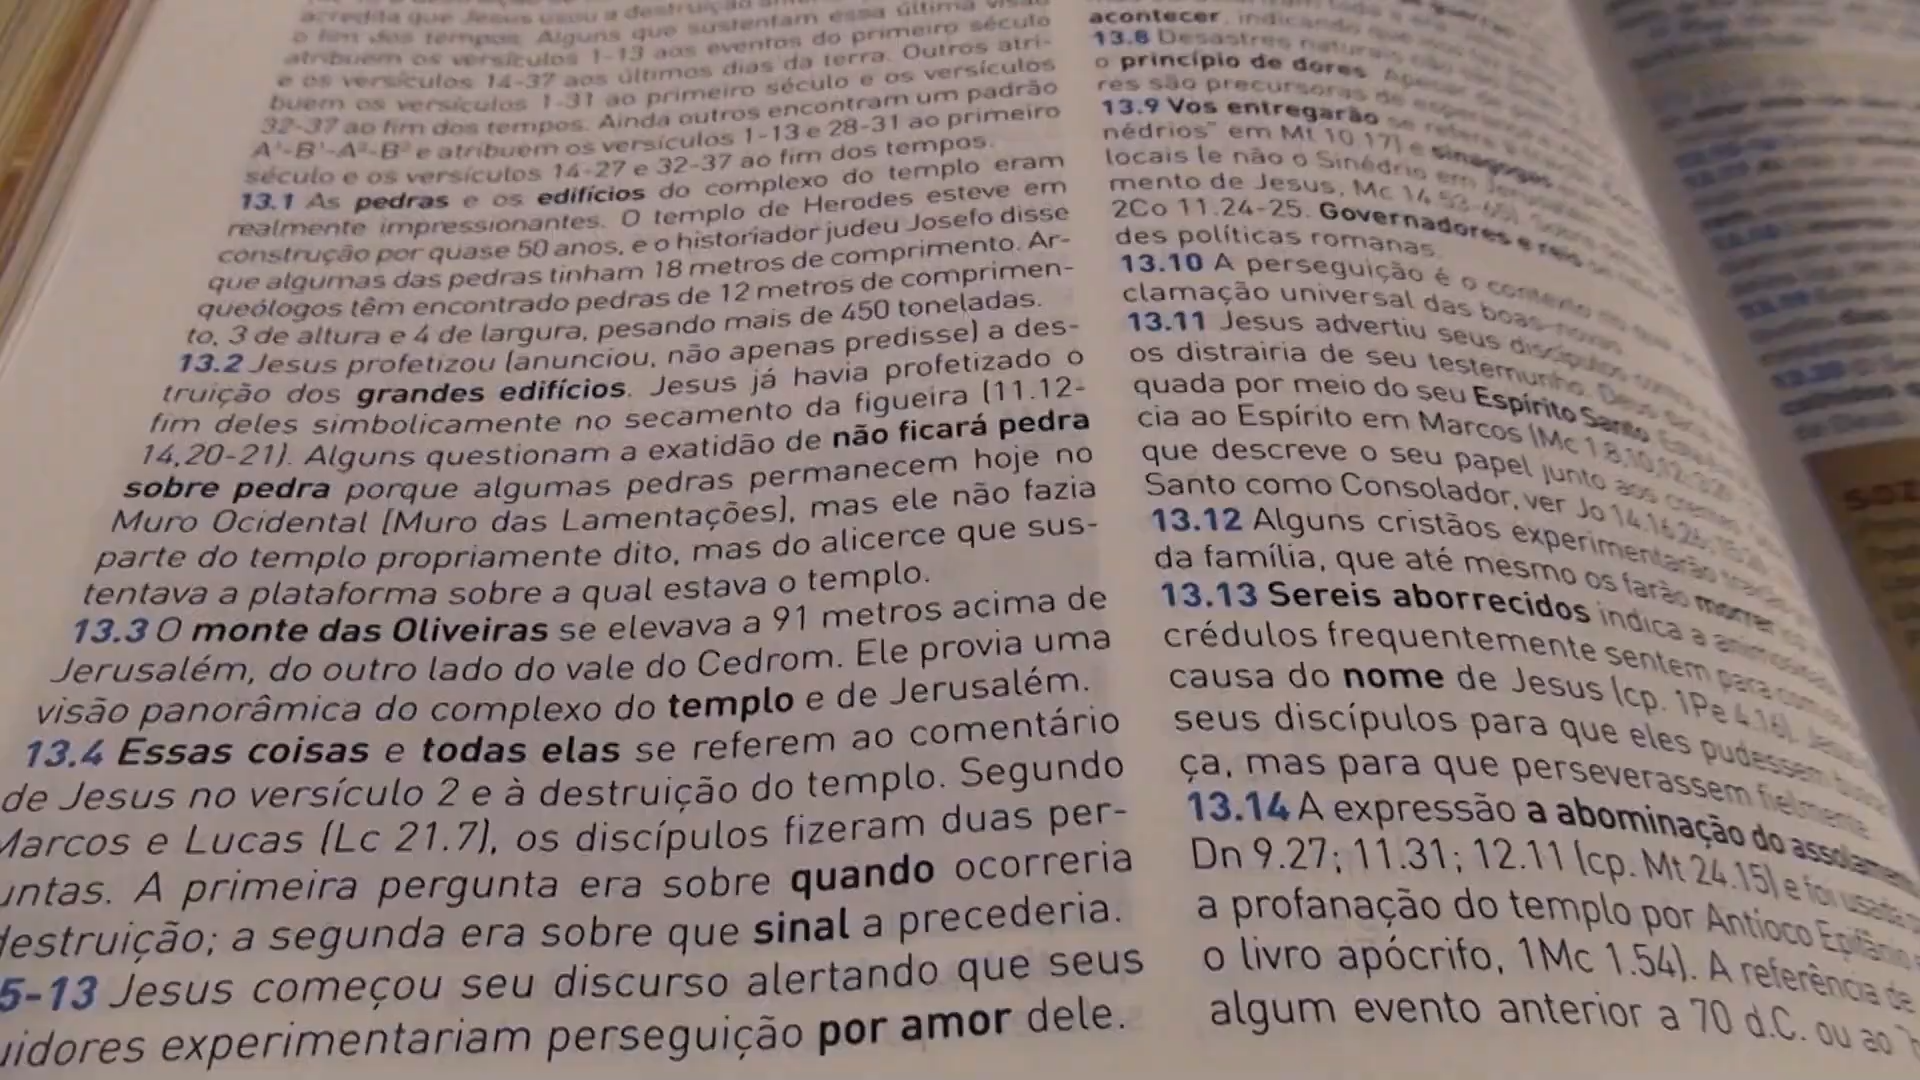 acredita que Jesus usou a destruição
o fim dos tempos. Alguns que sustentam essa última visão
atribuem os versículos 1-13 aos eventos do primeiro século
e os versículos 14-37 aos últimos dias da terra. Outros atri-
buem os versículos 1-31 ao primeiro século e os versículos
32-37 ao fim dos tempos. Ainda outros encontram um padrão
A¹-B¹-A²-B² e atribuem os versículos 1-13 e 28-31 ao primeiro
século e os versículos 14-27 e 32-37 ao fim dos tempos.
13.1 As pedras e os edifícios do complexo do templo eram
realmente impressionantes. O templo de Herodes esteve em
construção por quase 50 anos, e o historiador judeu Josefo disse
que algumas das pedras tinham 18 metros de comprimento. Ar-
queólogos têm encontrado pedras de 12 metros de comprimen-
to, 3 de altura e 4 de largura, pesando mais de 450 toneladas.
13.2 Jesus profetizou (anunciou, não apenas predisse) a des-
truição dos grandes edifícios. Jesus já havia profetizado o
fim deles simbolicamente no secamento da figueira (11.12-
14,20-21). Alguns questionam a exatidão de não ficará pedra
sobre pedra porque algumas pedras permanecem hoje no
Muro Ocidental [Muro das Lamentações], mas ele não fazia
parte do templo propriamente dito, mas do alicerce que sus-
tentava a plataforma sobre a qual estava o templo.
13.3 O monte das Oliveiras se elevava a 91 metros acima de
Jerusalém, do outro lado do vale do Cedrom. Ele provia uma
visão panorâmica do complexo do templo e de Jerusalém.
13.4 Essas coisas e todas elas se referem ao comentário
de Jesus no versículo 2 e à destruição do templo. Segundo
Marcos e Lucas (Lc 21.7), os discípulos fizeram duas per-
untas. A primeira pergunta era sobre quando ocorreria
destruição; a segunda era sobre que sinal a precederia.
5-13 Jesus começou seu discurso alertando que seus
uidores experimentariam perseguição por amor dele.
acontecer, indicando que
13.8 Desastres naturais
o princípio de dores
res são precursoras de
13.9 Vos entregarão se refere
nédrios" em Mt 10.17) e sinagogas
locais (e não o Sinédrio em Jerusalém
mento de Jesus, Mc 14.53-65).
2Co 11.24-25. Governadores e reis
des políticas romanas.
13.10 A perseguição é o contexto
clamação universal das boas-novas
13.11 Jesus advertiu seus discípulos
os distrairia de seu testemunho. Deus
quada por meio do seu Espírito Santo
cia ao Espírito em Marcos (Mc 1.8,10,12;
que descreve o seu papel junto aos crentes
Santo como Consolador, ver Jo 14.16,26;
13.12 Alguns cristãos experimentarão
da família, que até mesmo os farão morrer
13.13 Sereis aborrecidos indica a
crédulos frequentemente sentem para com
causa do nome de Jesus (cp. 1Pe 4.16).
seus discípulos para que eles pudessem
ça, mas para que perseverassem fielmente
13.14 A expressão a abominação do assolamento
Dn 9.27; 11.31; 12.11 (cp. Mt 24.15) e foi usada
a profanação do templo por Antíoco Epifânio
o livro apócrifo, 1Mc 1.54). A referência de
algum evento anterior a 70 d.C. ou ao